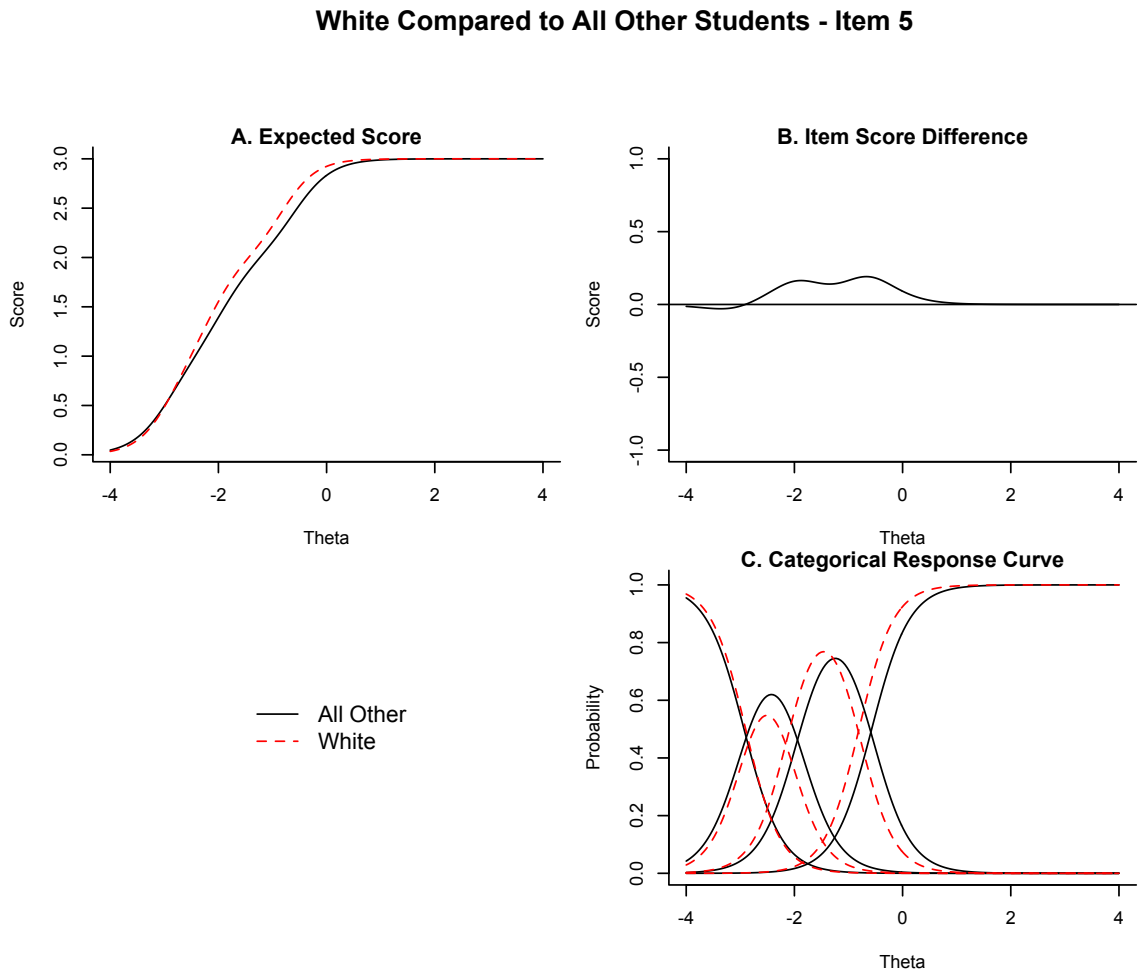 White Compared to All Other Students - Item 5
A. Expected Score
Score
0.0 0.5 1.0 1.5 2.0 2.5 3.0
-4 -2 0 2 4
Theta
B. Item Score Difference
Score
-1.0 -0.5 0.0 0.5 1.0
-4 -2 0 2 4
Theta
All Other
White
C. Categorical Response Curve
Probability
0.0 0.2 0.4 0.6 0.8 1.0
-4 -2 0 2 4
Theta